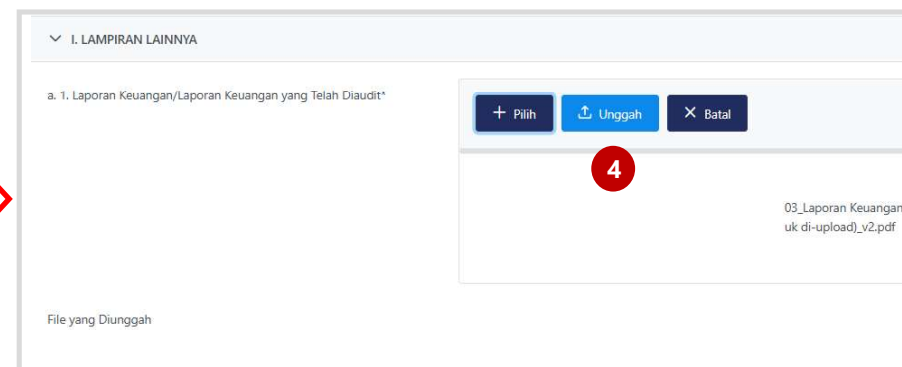 I. LAMPIRAN LAINNYA
a. 1. Laporan Keuangan/Laporan Keuangan yang Telah Diaudit*
+ Pilih
Unggah
X Batal
4
03_Laporan Keuangan
uk di-upload)_v2.pdf
File yang Diunggah